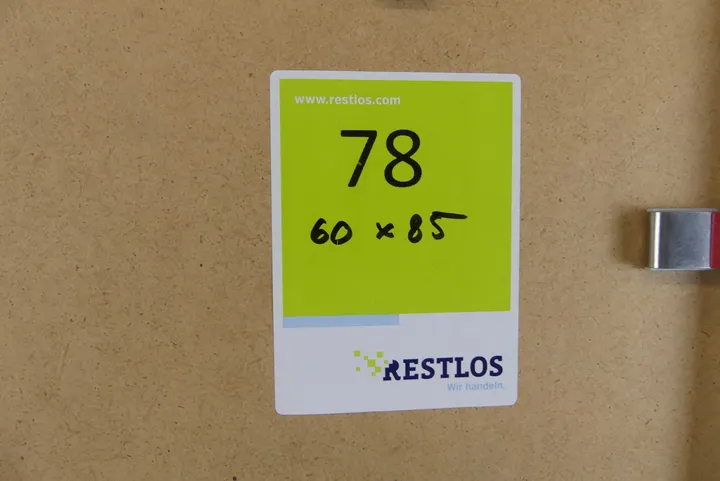 www.restlos.com
78
60 x 85
RESTLOS
Wir handeln.